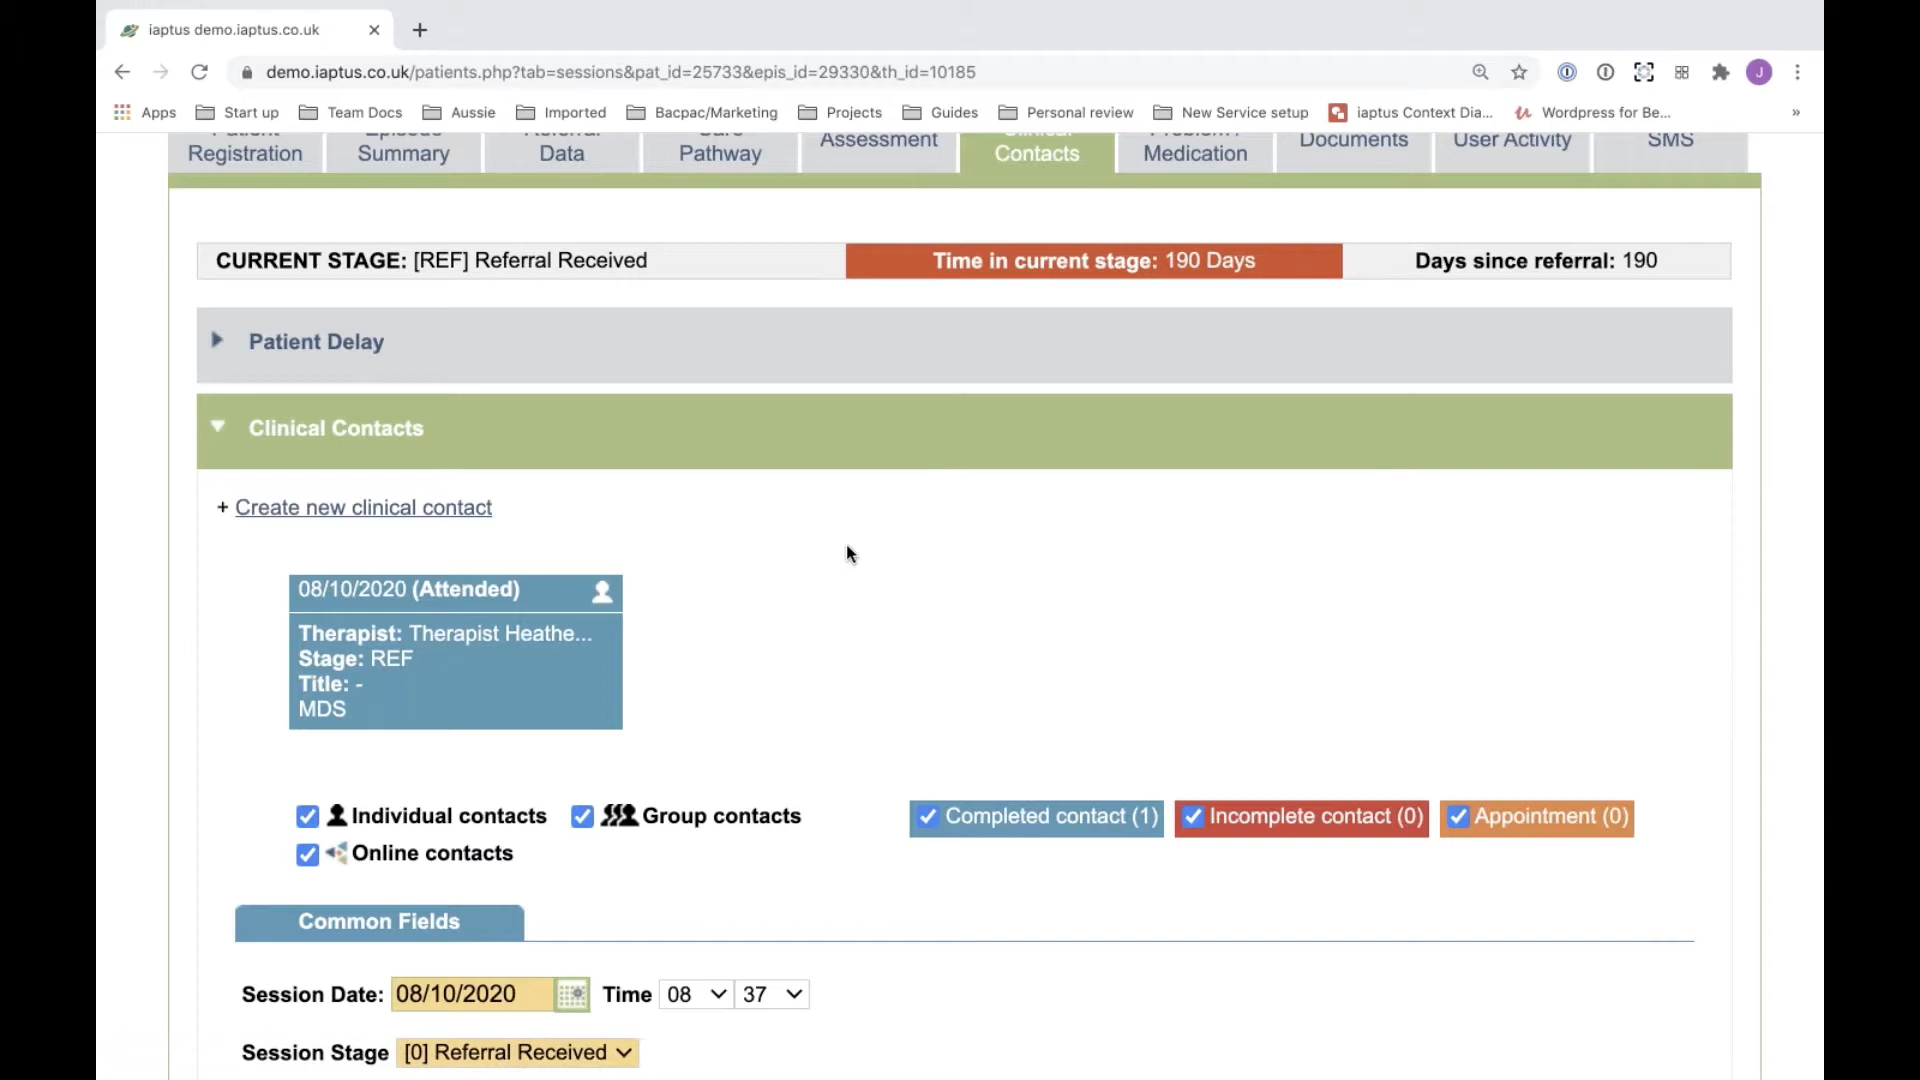 iaptus demo.iaptus.co.uk
demo.iaptus.co.uk/patients.php?tab=sessions&pat_id=25733&epis_id=29330&th_id=10185
J
Apps Start up Team Docs Aussie Imported Bacpac/Marketing Projects Guides Personal review New Service setup iaptus Context Dia... Wordpress for Be... »
Patient Episode Referral Care Assessment Clinical Problem / Documents User Activity SMS
Registration Summary Data Pathway Contacts Medication
CURRENT STAGE: [REF] Referral Received Time in current stage: 190 Days Days since referral: 190
Patient Delay
Clinical Contacts
+ Create new clinical contact
08/10/2020 (Attended)
Therapist: Therapist Heathe...
Stage: REF
Title: -
MDS
Individual contacts Group contacts Completed contact (1) Incomplete contact (0) Appointment (0)
Online contacts
Common Fields
Session Date: 08/10/2020 Time 08 37
Session Stage [0] Referral Received